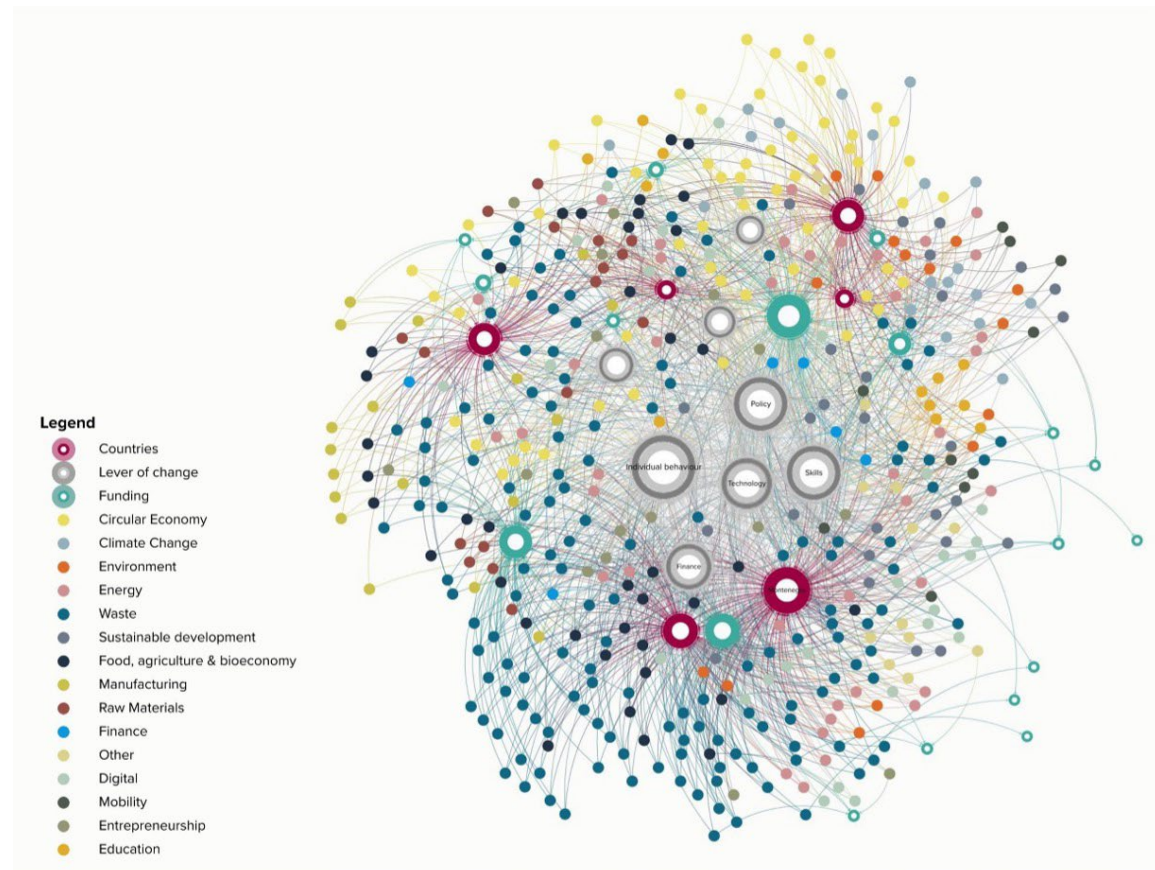 Policy
Individual behaviour
Technology
Skills
Finance
Legend
Countries
Lever of change
Funding
Circular Economy
Climate Change
Environment
Energy
Waste
Sustainable development
Food, agriculture & bioeconomy
Manufacturing
Raw Materials
Finance
Other
Digital
Mobility
Entrepreneurship
Education